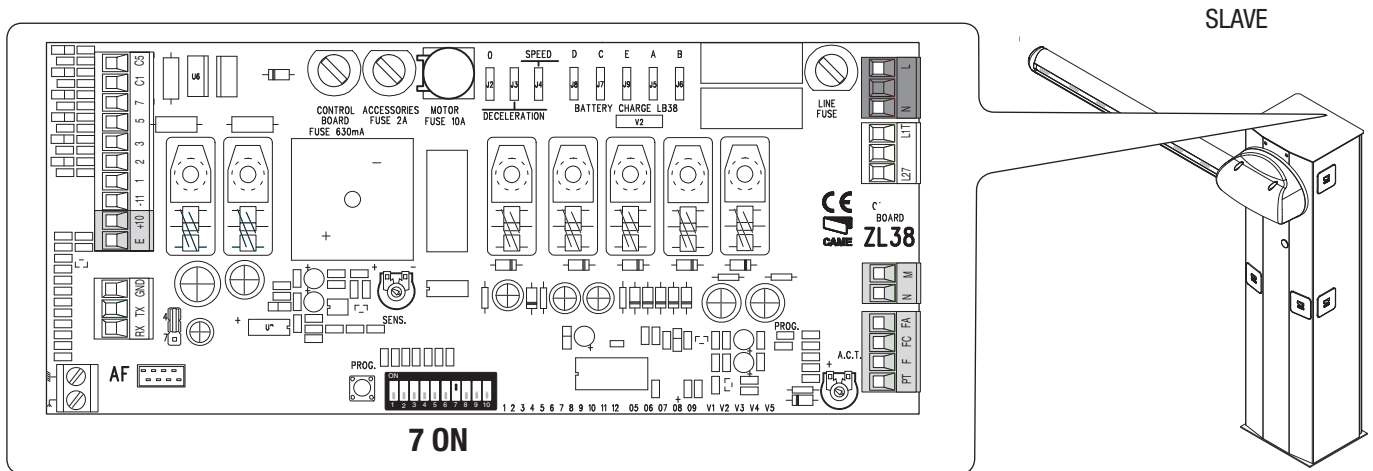 SLAVE
O SPEED D C E A B
J2 J3 J4 J8 J7 J9 J5 J6
DECELERATION
BATTERY CHARGE LB38
V2
CONTROL BOARD FUSE 630mA
ACCESSORIES FUSE 2A
MOTOR FUSE 10A
LINE FUSE
U6
C5
C1
7
5
3
2
1
-11
+10
E
GND
TX
RX
4
7
AF
+
-
+ -
SENS.
PROG.
ON
1 2 3 4 5 6 7 8 9 10
7 ON
1 2 3 4 5 6 7 8 9 10 11 12 05 06 07 08 09 V1 V2 V3 V4 V5
PROG.
A.C.T.
L
N
L1T
L2T
CE
CAME
BOARD
ZL38
M
N
FA
FC
F
PT